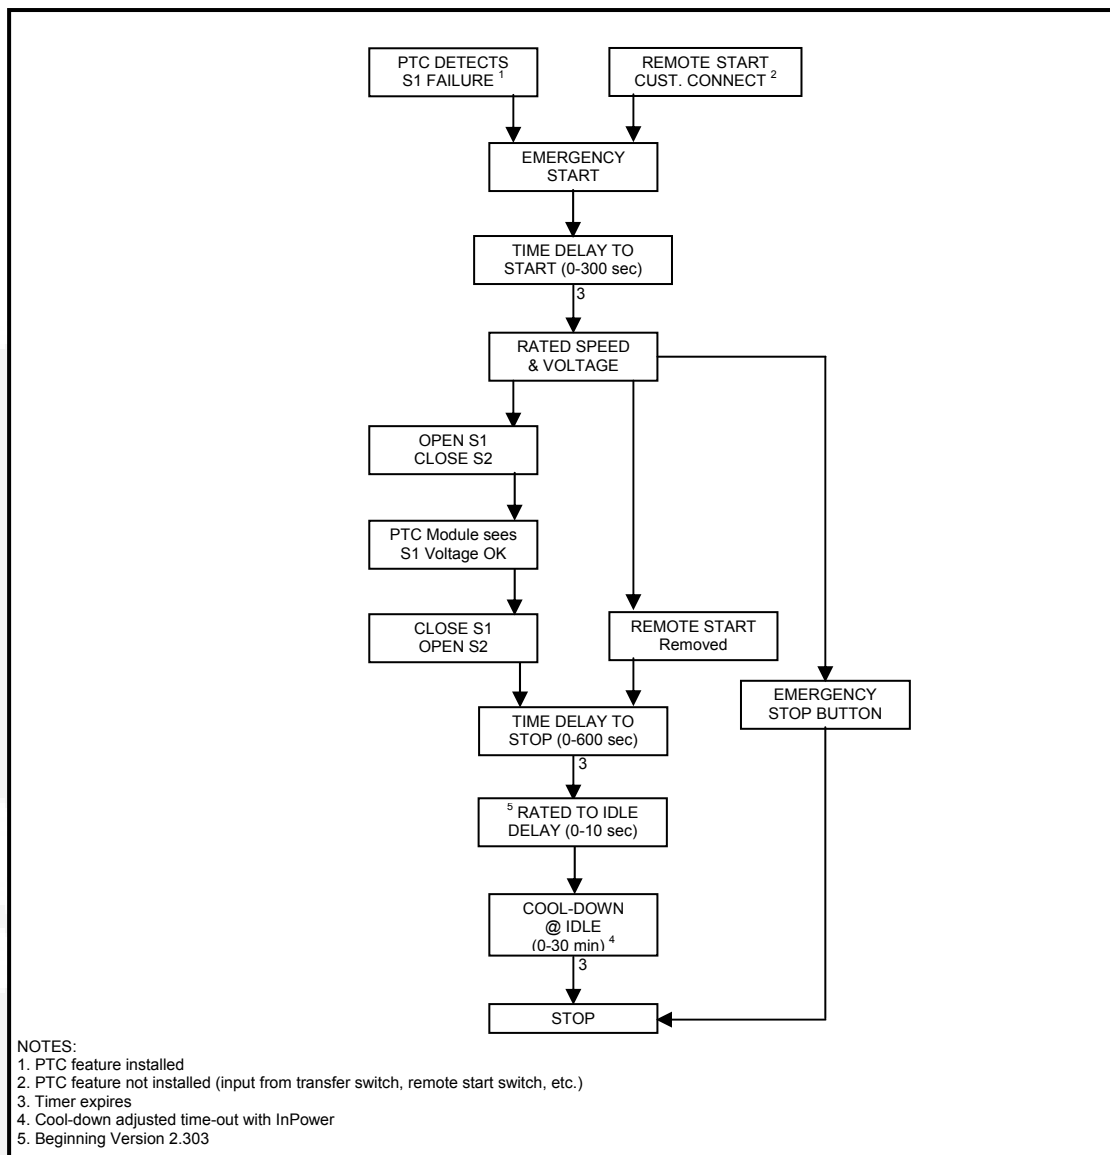 PTC DETECTS
S1 FAILURE 1
REMOTE START
CUST. CONNECT 2
EMERGENCY
START
TIME DELAY TO
START (0-300 sec)
3
RATED SPEED
& VOLTAGE
OPEN S1
CLOSE S2
PTC Module sees
S1 Voltage OK
CLOSE S1
OPEN S2
REMOTE START
Removed
EMERGENCY
STOP BUTTON
TIME DELAY TO
STOP (0-600 sec)
3
5 RATED TO IDLE
DELAY (0-10 sec)
COOL-DOWN
@ IDLE
(0-30 min) 4
3
STOP
NOTES:
1. PTC feature installed
2. PTC feature not installed (input from transfer switch, remote start switch, etc.)
3. Timer expires
4. Cool-down adjusted time-out with InPower
5. Beginning Version 2.303